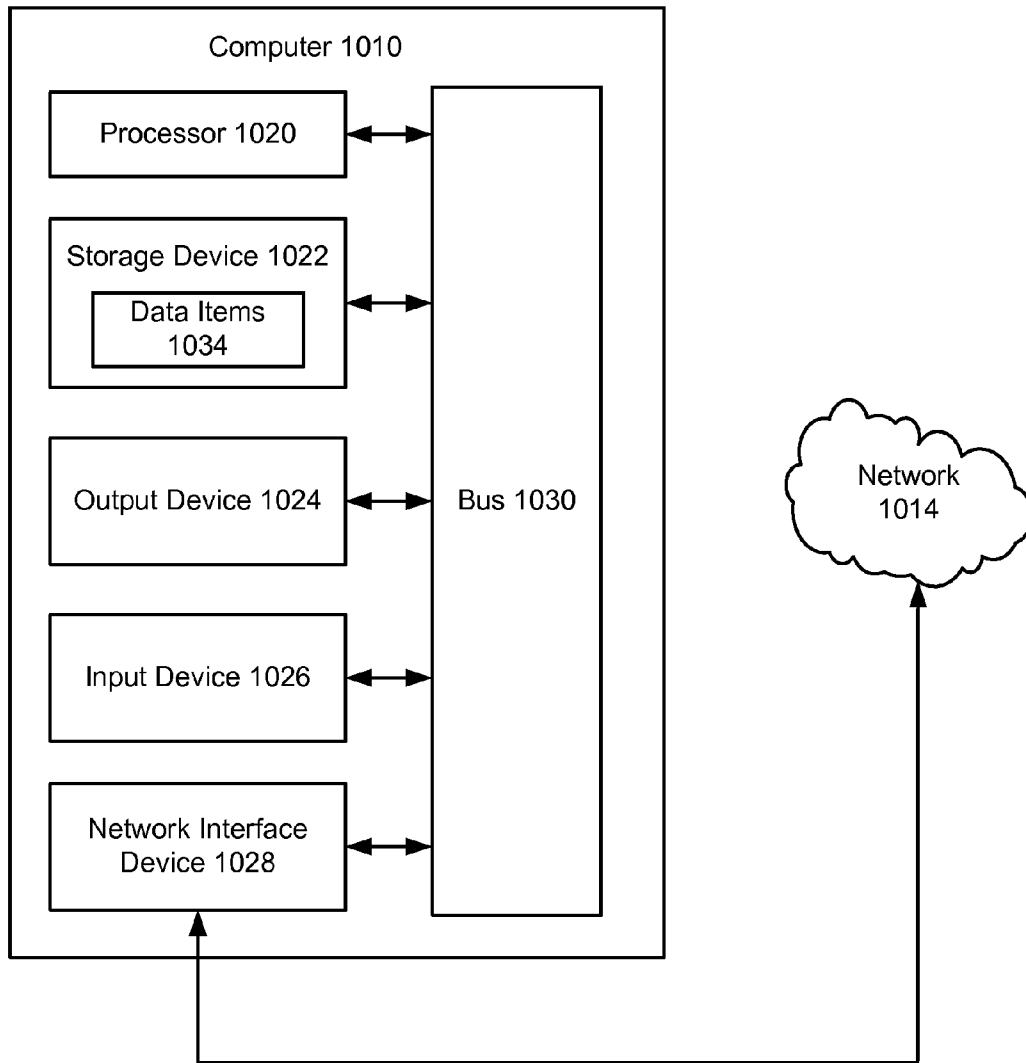 Computer 1010
Processor 1020
Storage Device 1022
Data Items
1034
Output Device 1024
Input Device 1026
Network Interface
Device 1028
Bus 1030
Network
1014